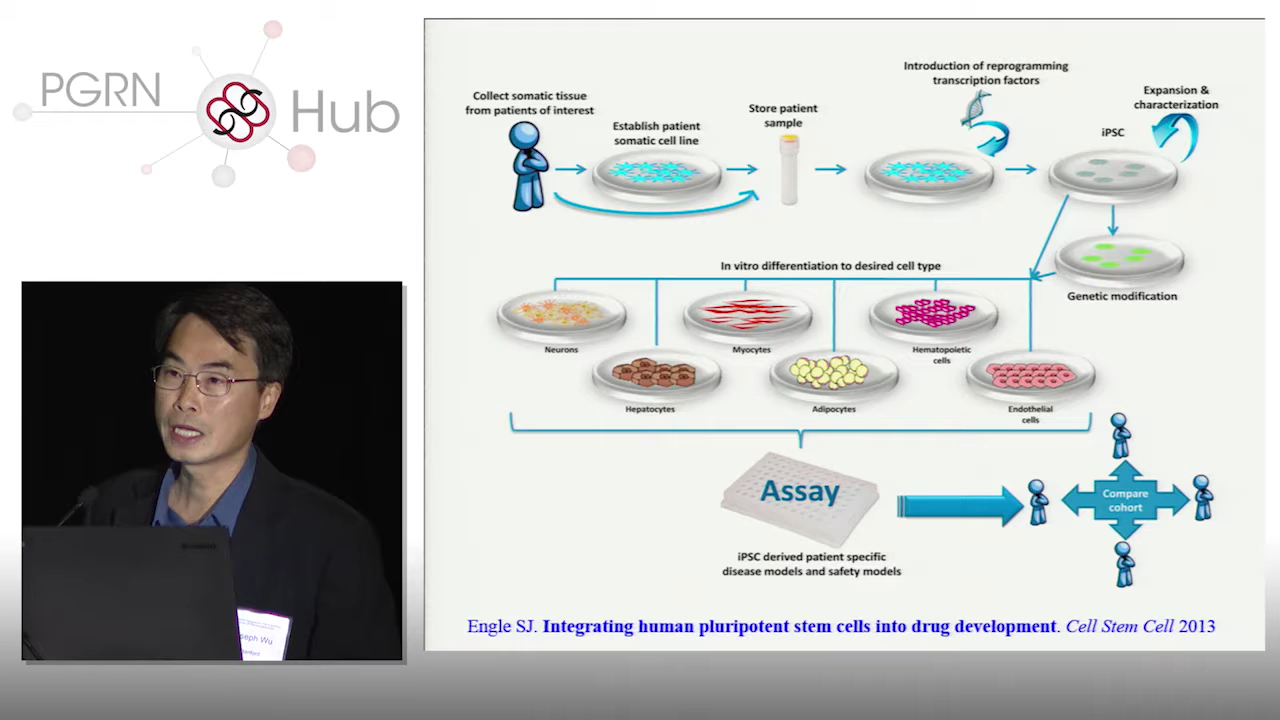 PGRN
Hub
Collect somatic tissue
from patients of interest
Establish patient
somatic cell line
Store patient
sample
Introduction of reprogramming
transcription factors
iPSC
Expansion &
characterization
Genetic modification
In vitro differentiation to desired cell type
Neurons
Myocytes
Hematopoietic
cells
Hepatocytes
Adipocytes
Endothelial
cells
Assay
Compare
cohort
iPSC derived patient specific
disease models and safety models
Engle SJ. Integrating human pluripotent stem cells into drug development. Cell Stem Cell 2013
Wu